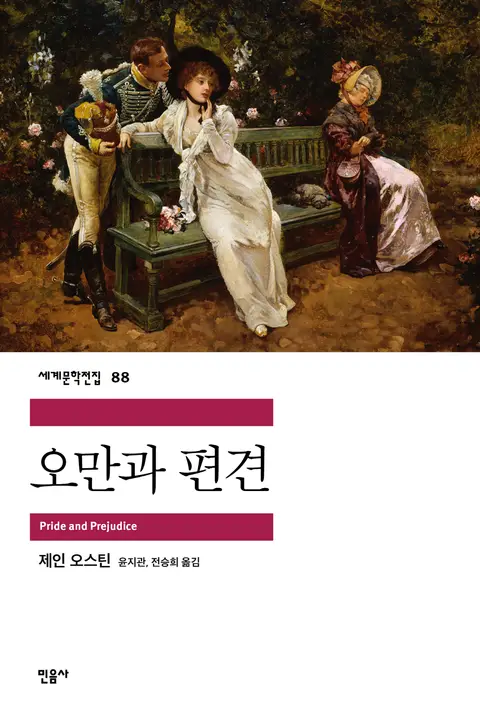 세계문학전집 88
오만과 편견
Pride and Prejudice
제인 오스틴 윤지관, 전승희 옮김
민음사